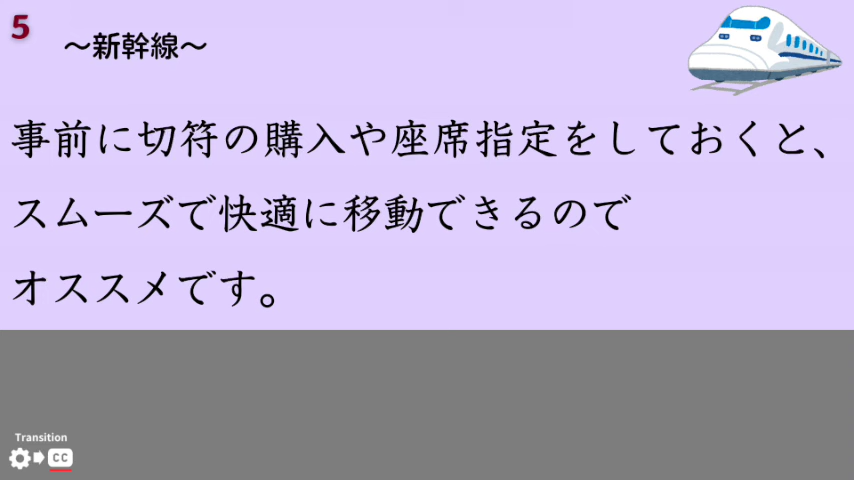 5
～新幹線～
事前に切符の購入や座席指定をしておくと、
スムーズで快適に移動できるので
オススメです。
Transition
CC